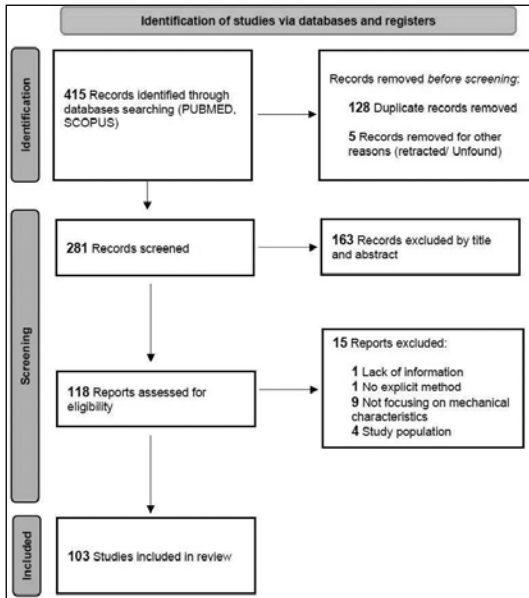 Identification of studies via databases and registers
Identification
415 Records identified through
databases searching (PUBMED,
SCOPUS)
Records removed before screening:
128 Duplicate records removed
5 Records removed for other
reasons (retracted/ Unfound)
Screening
281 Records screened
163 Records excluded by title
and abstract
118 Reports assessed for
eligibility
15 Reports excluded:
1 Lack of information
1 No explicit method
9 Not focusing on mechanical
characteristics
4 Study population
Included
103 Studies included in review